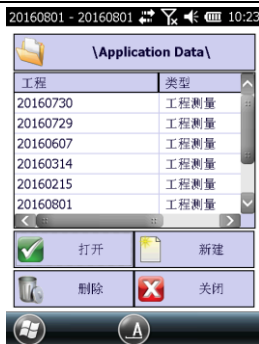 20160801 - 20160801 10:23
\Application Data\
工程 类型
20160730 工程测量
20160729 工程测量
20160607 工程测量
20160314 工程测量
20160215 工程测量
20160801 工程测量
打开 新建
删除 关闭
A